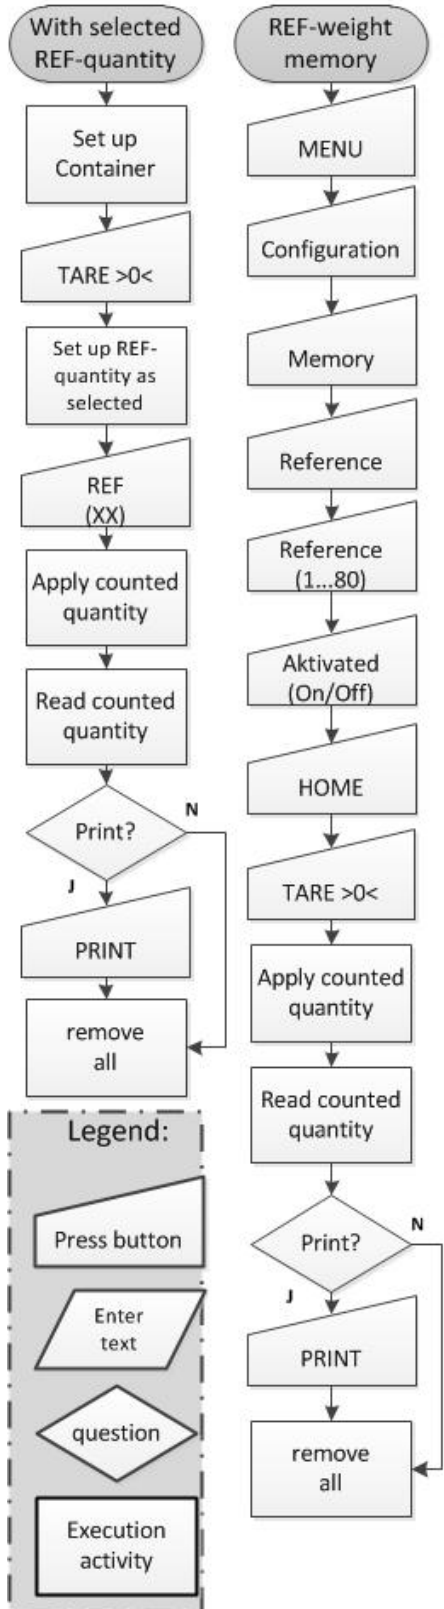 With selected
REF-quantity
Set up
Container
TARE >0<
Set up REF-
quantity as
selected
REF
(XX)
Apply counted
quantity
Read counted
quantity
Print?
N
J
PRINT
remove
all
Legend:
Press button
Enter
text
question
Execution
activity
REF-weight
memory
MENU
Configuration
Memory
Reference
Reference
(1...80)
Aktivated
(On/Off)
HOME
TARE >0<
Apply counted
quantity
Read counted
quantity
Print?
N
J
PRINT
remove
all